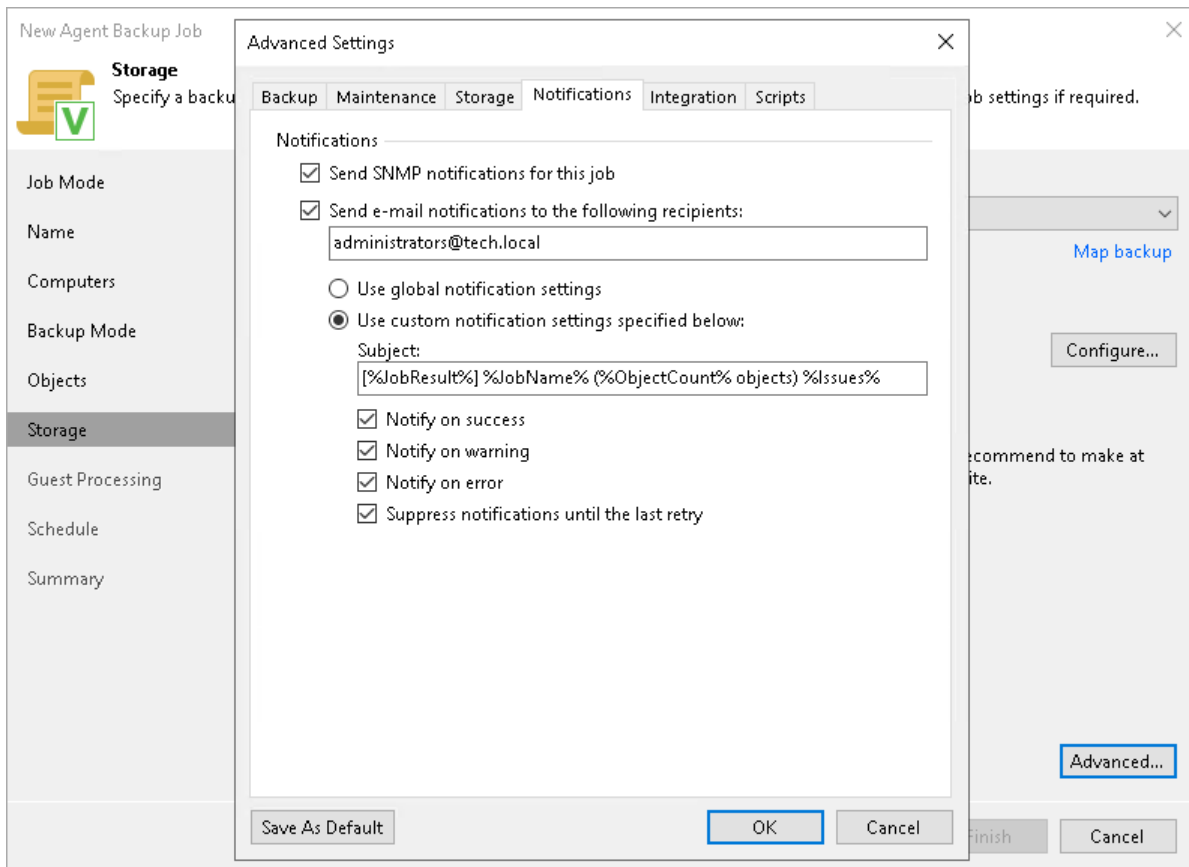 New Agent Backup Job
Storage
Specify a backu
b settings if required.
Job Mode
Name
Computers
Backup Mode
Objects
Storage
Guest Processing
Schedule
Summary
Advanced Settings
Backup Maintenance Storage Notifications Integration Scripts
Notifications
Send SNMP notifications for this job
Send e-mail notifications to the following recipients:
administrators@tech.local
Use global notification settings
Use custom notification settings specified below:
Subject:
[%JobResult%] %JobName% (%ObjectCount% objects) %Issues%
Notify on success
Notify on warning
Notify on error
Suppress notifications until the last retry
Save As Default OK Cancel
Map backup
Configure...
ecommend to make at
ite.
Advanced...
Finish Cancel